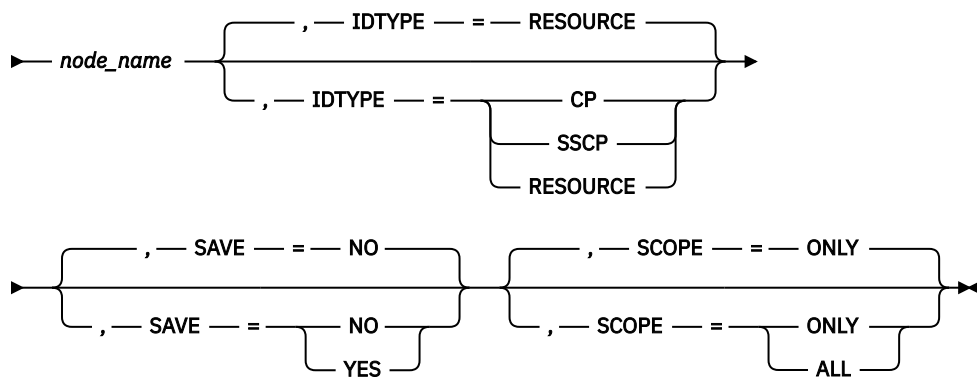 , IDTYPE = RESOURCE
node_name
, IDTYPE = CP
SSCP
RESOURCE
, SAVE = NO , SCOPE = ONLY
, SAVE = NO , SCOPE = ONLY
YES ALL